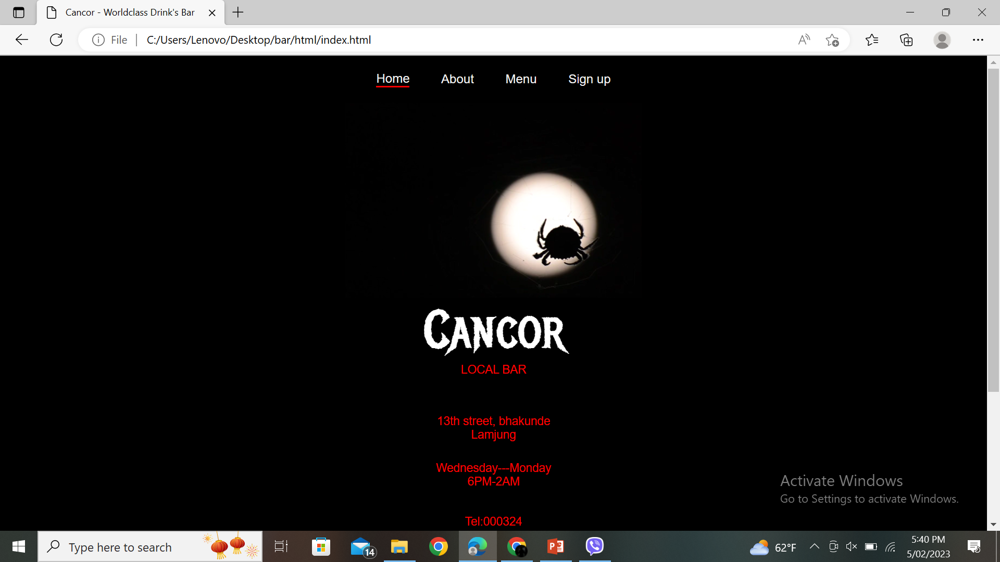 Cancor - Worldclass Drink's Bar
File
C:/Users/Lenovo/Desktop/bar/html/index.html
Home
About
Menu
Sign up
CANCOR
LOCAL BAR
13th street, bhakunde
Lamjung
Wednesday---Monday
6PM-2AM
Tel:000324
Activate Windows
Go to Settings to activate Windows.
Type here to search
14
62°F
5:40 PM
5/02/2023